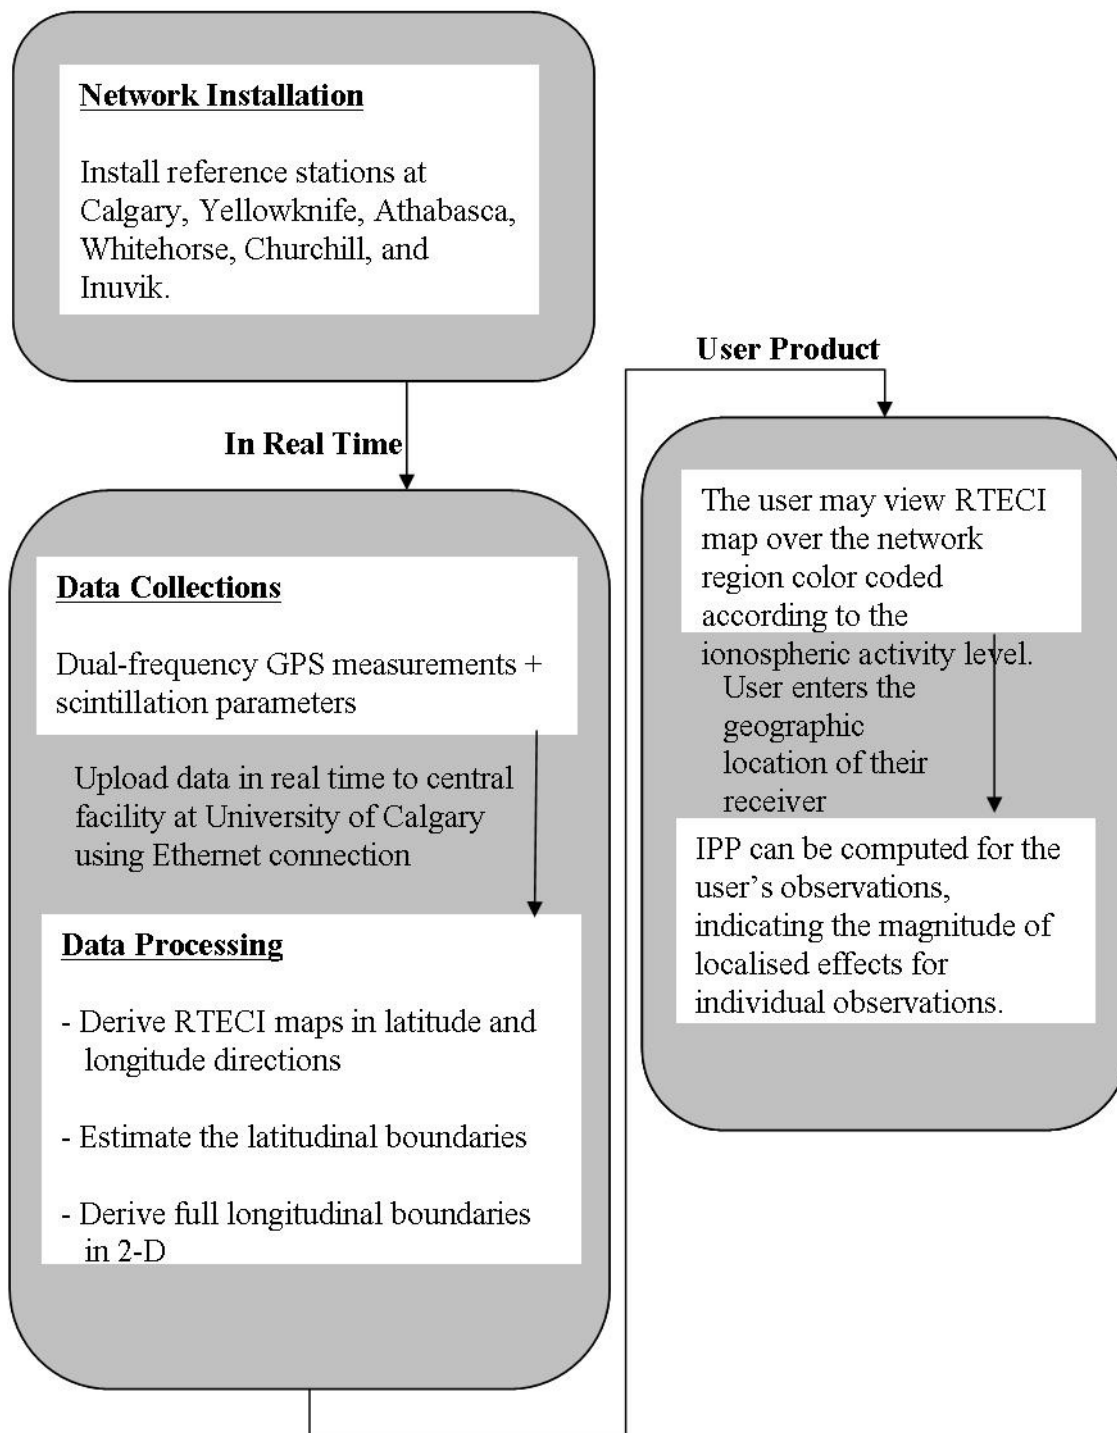 Network Installation
Install reference stations at
Calgary, Yellowknife, Athabasca,
Whitehorse, Churchill, and
Inuvik.
In Real Time
Data Collections
Dual-frequency GPS measurements +
scintillation parameters
Upload data in real time to central
facility at University of Calgary
using Ethernet connection
Data Processing
- Derive RTECI maps in latitude and
longitude directions
- Estimate the latitudinal boundaries
- Derive full longitudinal boundaries
in 2-D
User Product
The user may view RTECI
map over the network
region color coded
according to the
ionospheric activity level.
User enters the
geographic
location of their
receiver
IPP can be computed for the
user’s observations,
indicating the magnitude of
localised effects for
individual observations.